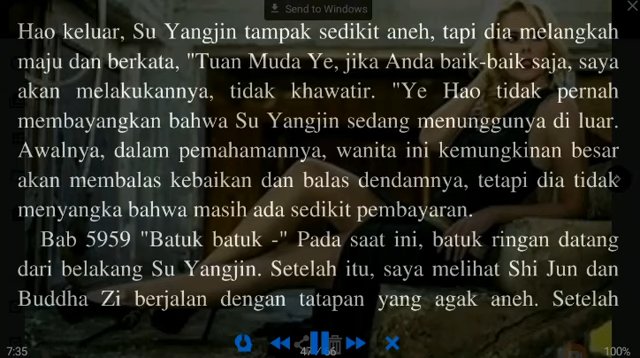 Send to Windows
Hao keluar, Su Yangjin tampak sedikit aneh, tapi dia melangkah
maju dan berkata, "Tuan Muda Ye, jika Anda baik-baik saja, saya
akan melakukannya, tidak khawatir. "Ye Hao tidak pernah
membayangkan bahwa Su Yangjin sedang menunggunya di luar.
Awalnya, dalam pemahamannya, wanita ini kemungkinan besar
akan membalas kebaikan dan balas dendamnya, tetapi dia tidak
menyangka bahwa masih ada sedikit pembayaran.
Bab 5959 "Batuk batuk -" Pada saat ini, batuk ringan datang
dari belakang Su Yangjin. Setelah itu, saya melihat Shi Jun dan
Buddha Zi berjalan dengan tatapan yang agak aneh. Setelah
7:35
100%